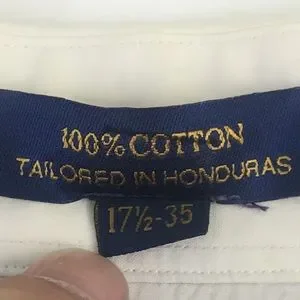 100% COTTON
TAILORED IN HONDURAS
17½-35